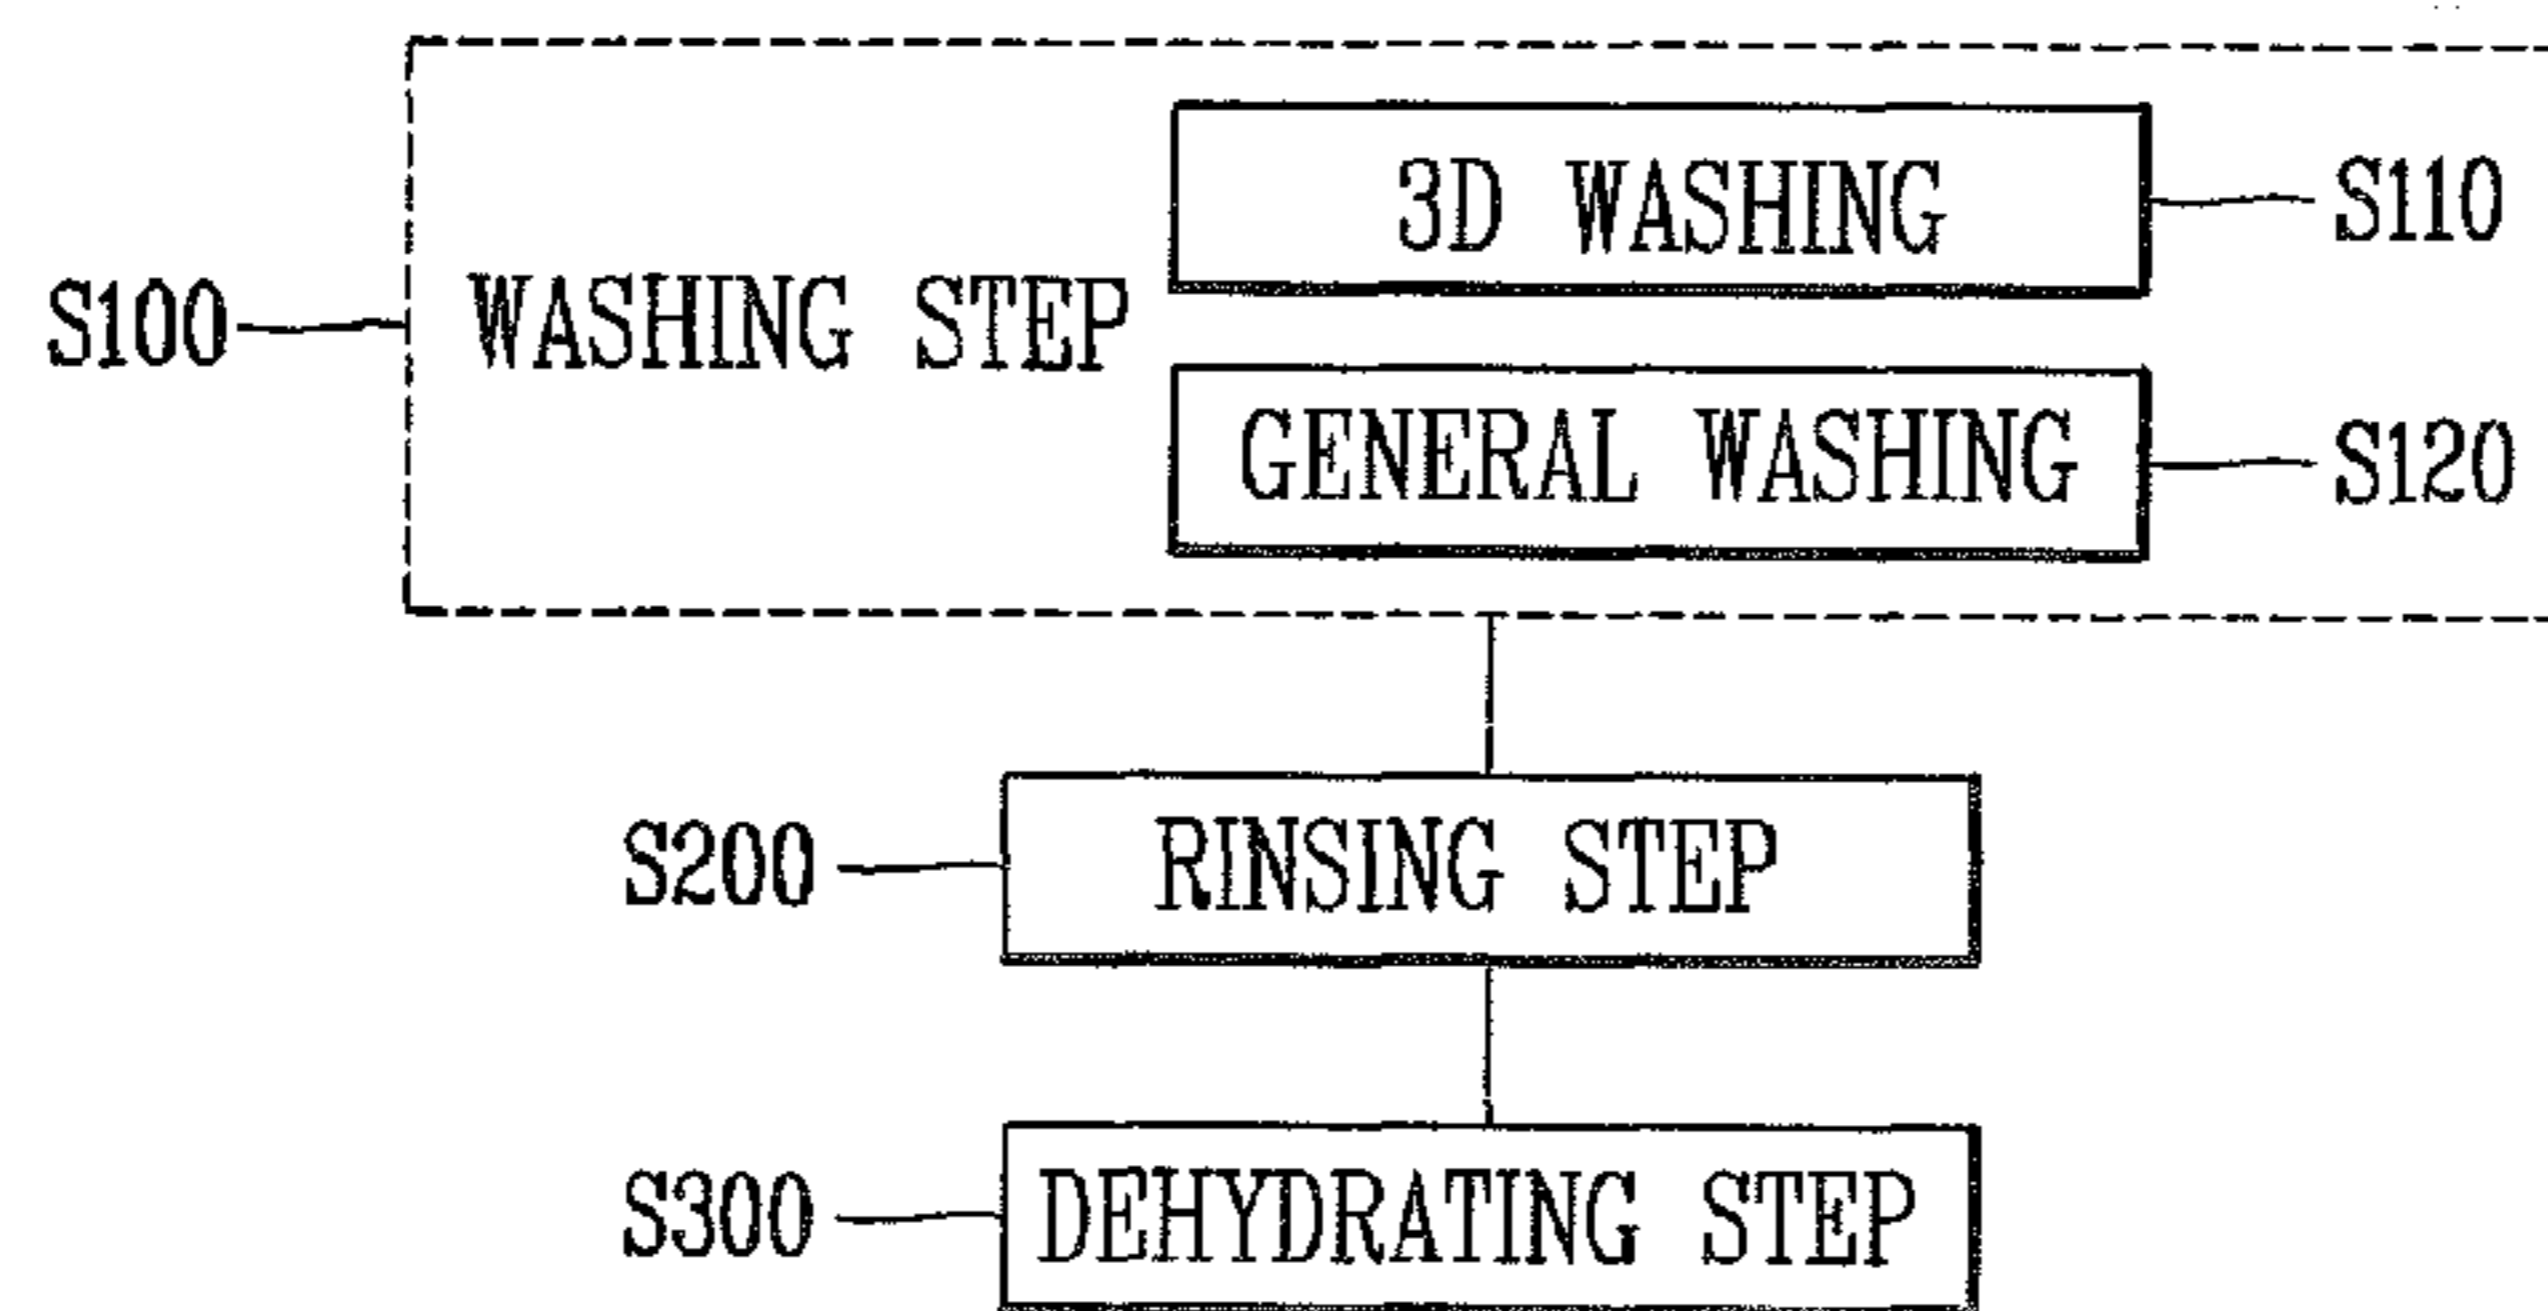 3D WASHING
S110
S100
WASHING STEP
GENERAL WASHING
S120
S200
RINSING STEP
S300
DEHYDRATING STEP